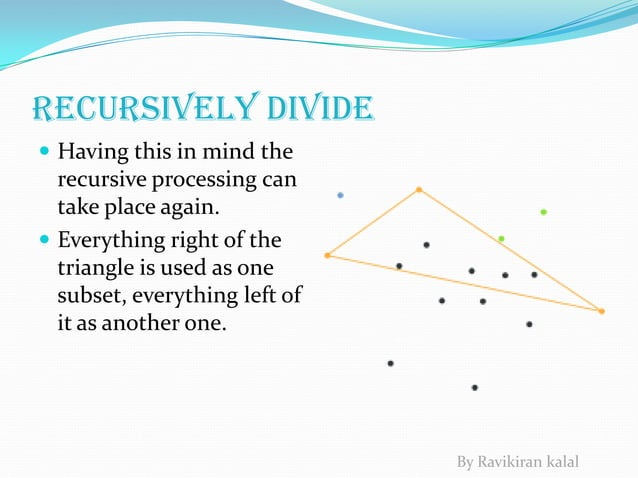 Recursively Divide
Having this in mind the
recursive processing can
take place again.
Everything right of the
triangle is used as one
subset, everything left of
it as another one.
By Ravikiran kalal